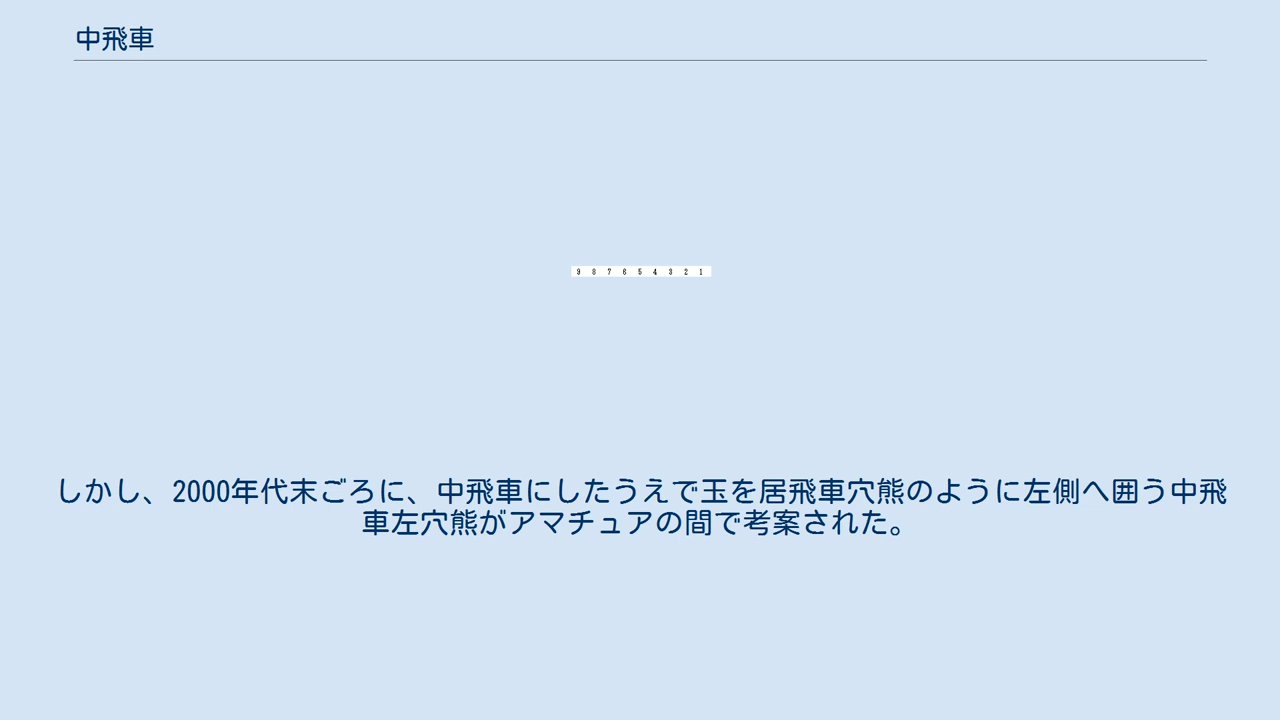 中飛車
9 8 7 6 5 4 3 2 1
しかし、2000年代末ごろに、中飛車にしたうえで玉を居飛車穴熊のように左側へ囲う中飛
車左穴熊がアマチュアの間で考案された。